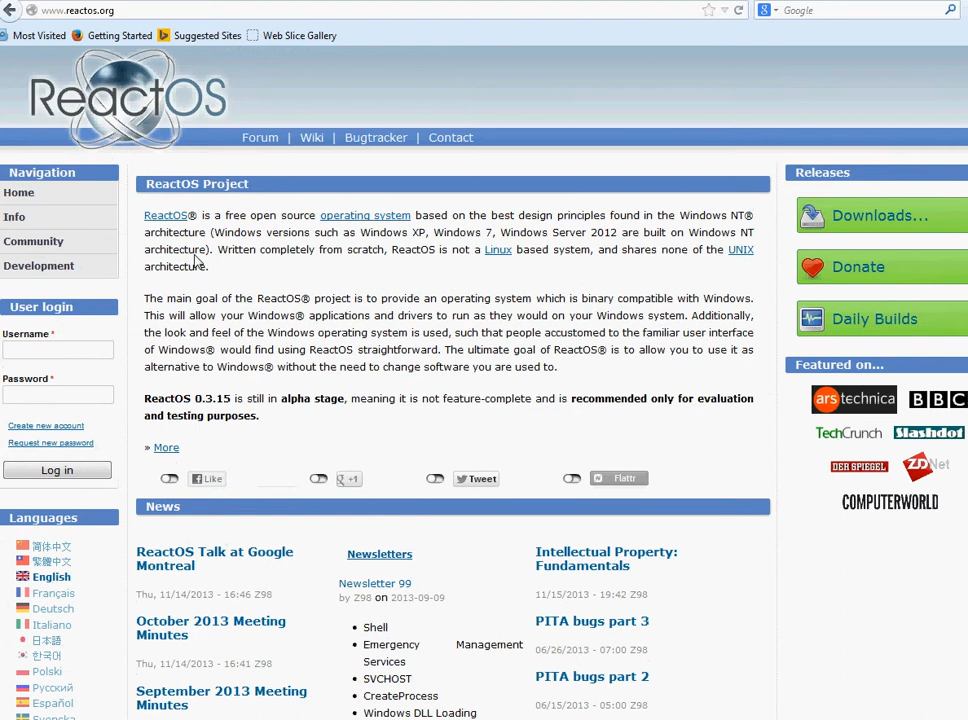 www.reactos.org
Google
Most Visited Getting Started Suggested Sites Web Slice Gallery
ReactOS
Forum | Wiki | Bugtracker | Contact
Navigation
Home
Info
Community
Development
User login
Username *
Password *
Create new account
Request new password
Log in
Languages
简体中文
繁體中文
English
Français
Deutsch
Italiano
日本語
한국어
Polski
Русский
Español
Svenska
ReactOS Project
ReactOS® is a free open source operating system based on the best design principles found in the Windows NT®
architecture (Windows versions such as Windows XP, Windows 7, Windows Server 2012 are built on Windows NT
architecture). Written completely from scratch, ReactOS is not a Linux based system, and shares none of the UNIX
architecture.
The main goal of the ReactOS® project is to provide an operating system which is binary compatible with Windows.
This will allow your Windows® applications and drivers to run as they would on your Windows system. Additionally,
the look and feel of the Windows operating system is used, such that people accustomed to the familiar user interface
of Windows® would find using ReactOS straightforward. The ultimate goal of ReactOS® is to allow you to use it as
alternative to Windows® without the need to change software you are used to.
ReactOS 0.3.15 is still in alpha stage, meaning it is not feature-complete and is recommended only for evaluation
and testing purposes.
» More
Like
+1
Tweet
Flattr
News
ReactOS Talk at Google
Montreal
Thu, 11/14/2013 - 16:46 Z98
October 2013 Meeting
Minutes
Thu, 11/14/2013 - 16:41 Z98
September 2013 Meeting
Minutes
Newsletters
Newsletter 99
by Z98 on 2013-09-09
• Shell
• Emergency Management
Services
• SVCHOST
• CreateProcess
• Windows DLL Loading
Intellectual Property:
Fundamentals
11/15/2013 - 19:42 Z98
PITA bugs part 3
06/26/2013 - 07:00 Z98
PITA bugs part 2
06/15/2013 - 05:00 Z98
Releases
Downloads...
Donate
Daily Builds
Featured on...
ars technica
BBC
TechCrunch
Slashdot
DER SPIEGEL
ZDNet
COMPUTERWORLD